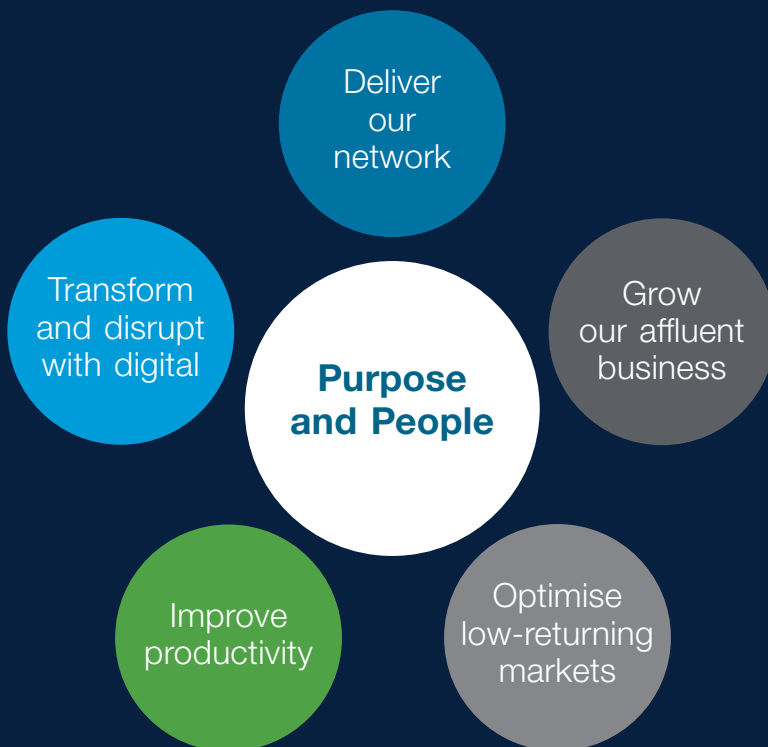 Deliver
our
network
Transform
and disrupt
with digital
Grow
our affluent
business
Purpose
and People
Improve
productivity
Optimise
low-returning
markets